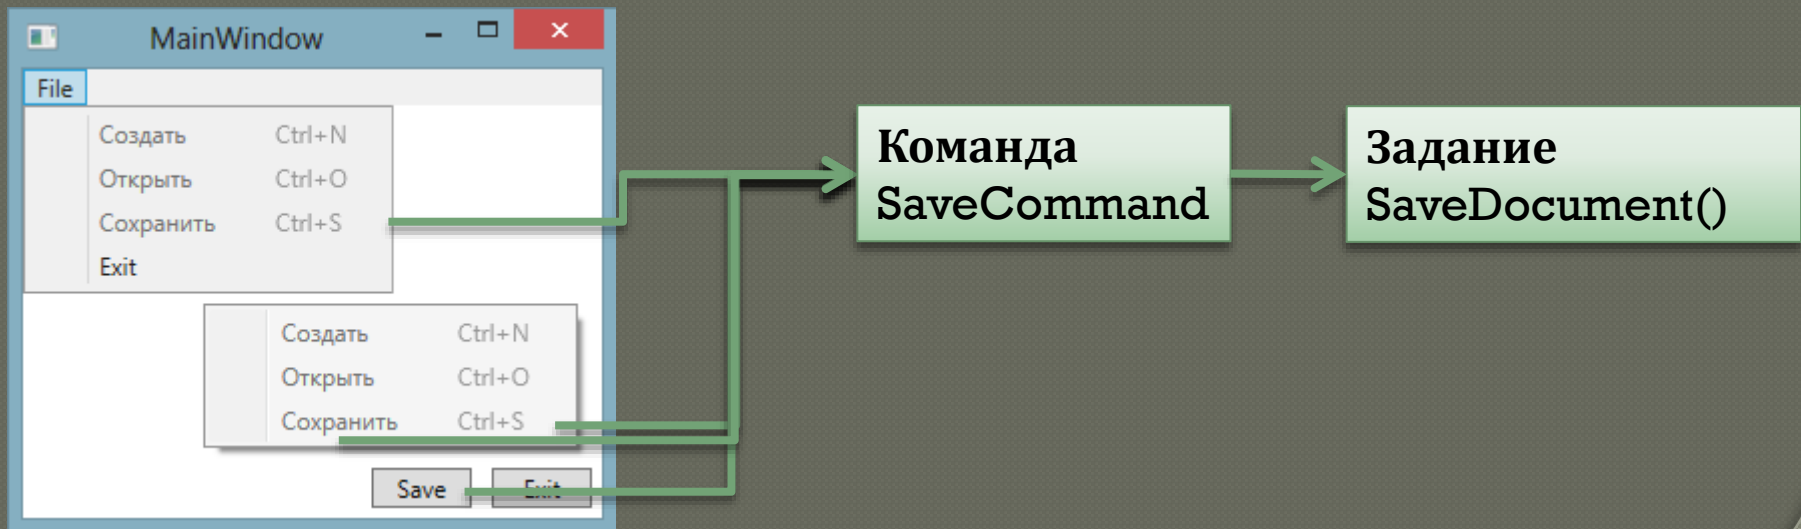 MainWindow
File
Создать Ctrl+N
Открыть Ctrl+O
Сохранить Ctrl+S
Exit
Создать Ctrl+N
Открыть Ctrl+O
Сохранить Ctrl+S
Save Exit
Команда
SaveCommand
Задание
SaveDocument()